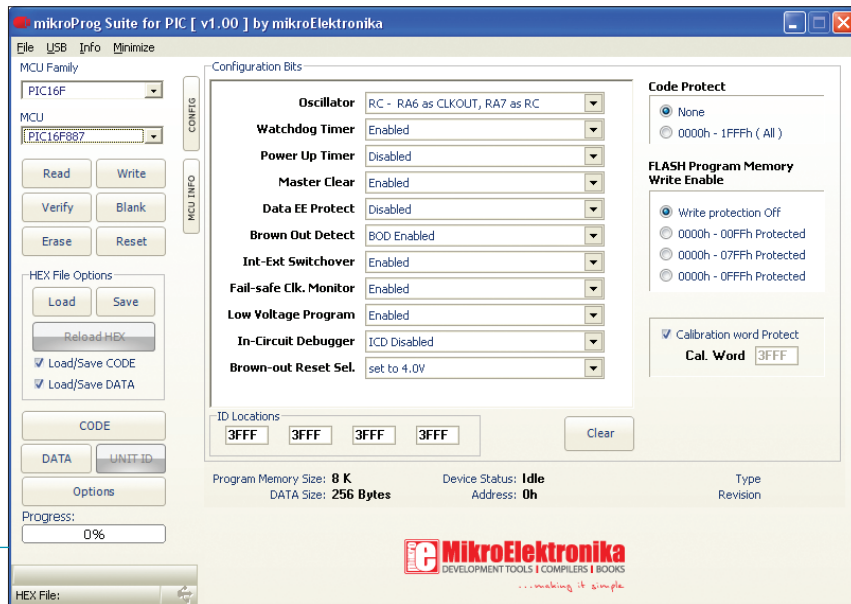 mikroProg Suite for PIC [ v1.00 ] by mikroElektronika
File USB Info Minimize
MCU Family
PIC16F
MCU
PIC16F887
Read Write
Verify Blank
Erase Reset
HEX File Options
Load Save
Reload HEX
Load/Save CODE
Load/Save DATA
CODE
DATA UNIT ID
Options
Progress:
0%
HEX File:
CONFIG
MCU INFO
Configuration Bits
Oscillator RC - RA6 as CLKOUT, RA7 as RC
Watchdog Timer Enabled
Power Up Timer Disabled
Master Clear Enabled
Data EE Protect Disabled
Brown Out Detect BOD Enabled
Int-Ext Switchover Enabled
Fail-safe Clk. Monitor Enabled
Low Voltage Program Enabled
In-Circuit Debugger ICD Disabled
Brown-out Reset Sel. set to 4.0V
ID Locations
3FFF 3FFF 3FFF 3FFF
Clear
Code Protect
None
0000h - 1FFFh ( All )
FLASH Program Memory
Write Enable
Write protection Off
0000h - 00FFh Protected
0000h - 07FFh Protected
0000h - 0FFFh Protected
Calibration word Protect
Cal. Word 3FFF
Program Memory Size: 8 K Device Status: Idle Type
DATA Size: 256 Bytes Address: 0h Revision
MikroElektronika
DEVELOPMENT TOOLS | COMPILERS | BOOKS
...making it simple